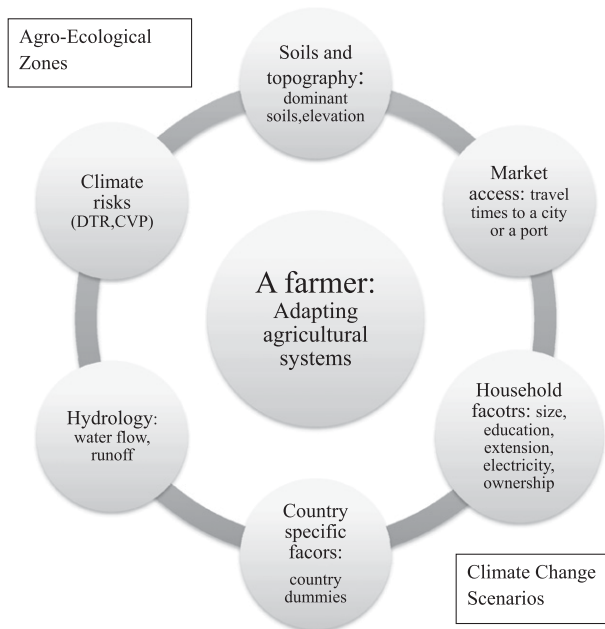 Agro-Ecological
Zones
Soils and
topography:
dominant
soils,elevation
Climate
risks
(DTR,CVP)
Market
access: travel
times to a city
or a port
A farmer:
Adapting
agricultural
systems
Hydrology:
water flow,
runoff
Household
facotrs: size,
education,
extension,
electricity,
ownership
Country
specific
facors:
country
dummies
Climate Change
Scenarios